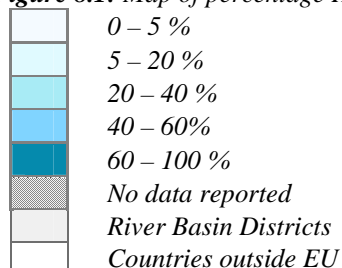 0 – 5 %
5 – 20 %
20 – 40 %
40 – 60%
60 – 100 %
No data reported
River Basin Districts
Countries outside EU